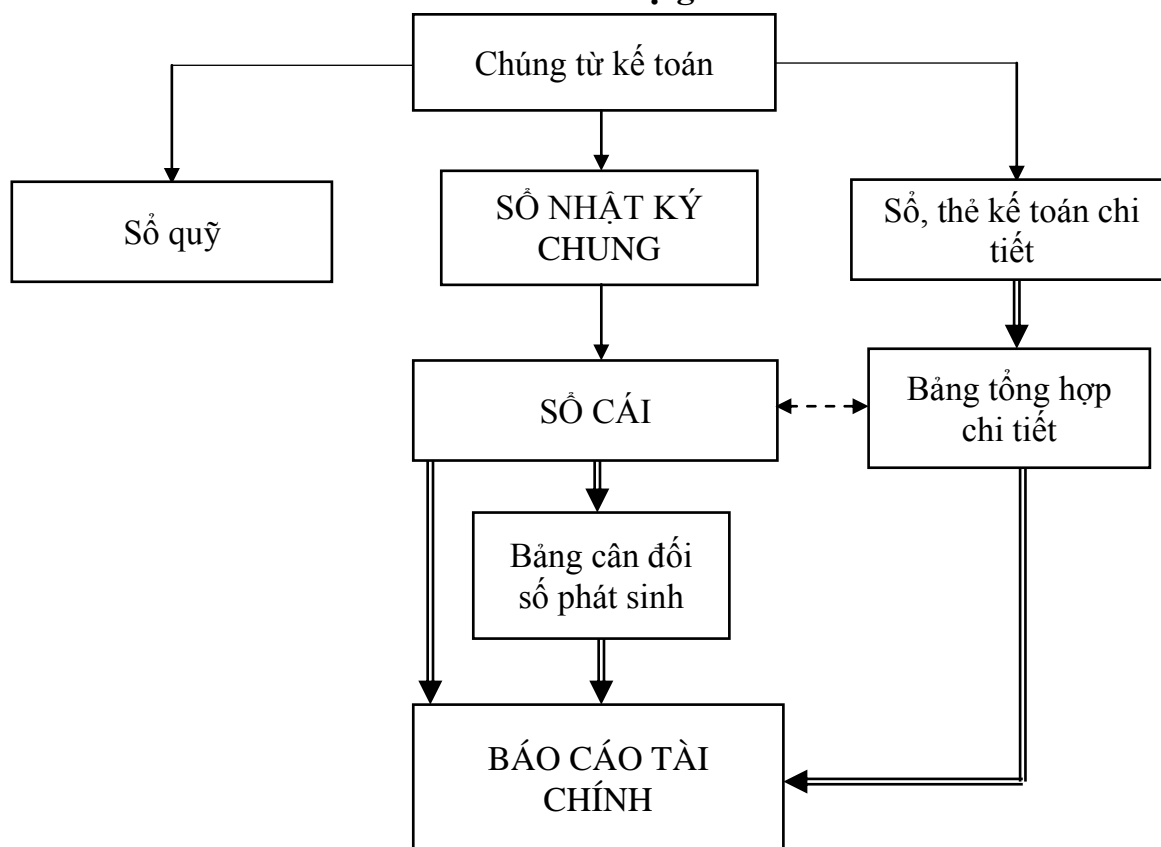 Chúng từ kế toán
Sổ quỹ
SỔ NHẬT KÝ
CHUNG
Sổ, thẻ kế toán chi
tiết
SỔ CÁI
Bảng tổng hợp
chi tiết
Bảng cân đối
số phát sinh
BÁO CÁO TÀI
CHÍNH